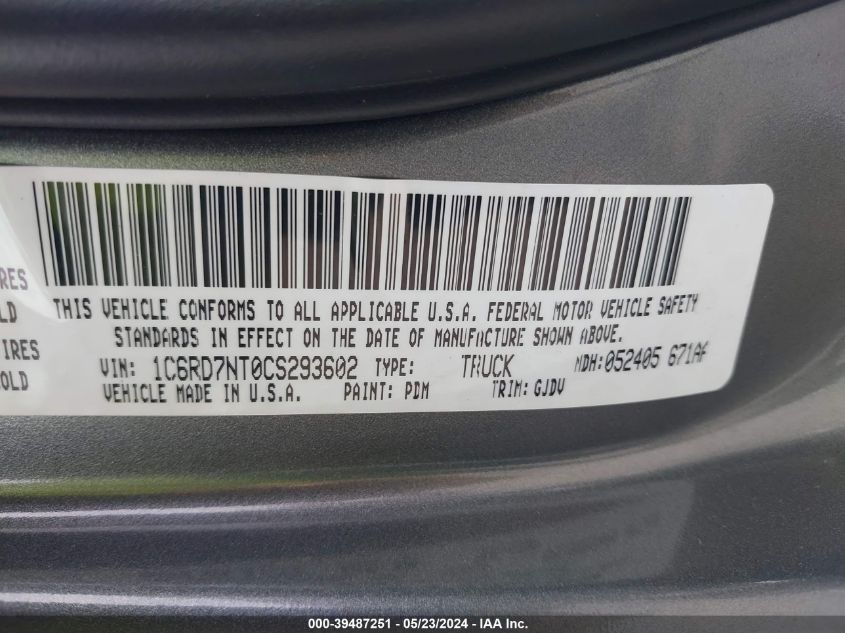 THIS VEHICLE CONFORMS TO ALL APPLICABLE U.S.A. FEDERAL MOTOR VEHICLE SAFETY
STANDARDS IN EFFECT ON THE DATE OF MANUFACTURE SHOWN ABOVE.
VIN: 1C6RD7NT0CS293602 TYPE: TRUCK MDH:052405 671AF
VEHICLE MADE IN U.S.A. PAINT: PDM TRIM: GJDV
RES
LD
IRES
OLD
000-39487251 - 05/23/2024 - IAA Inc.